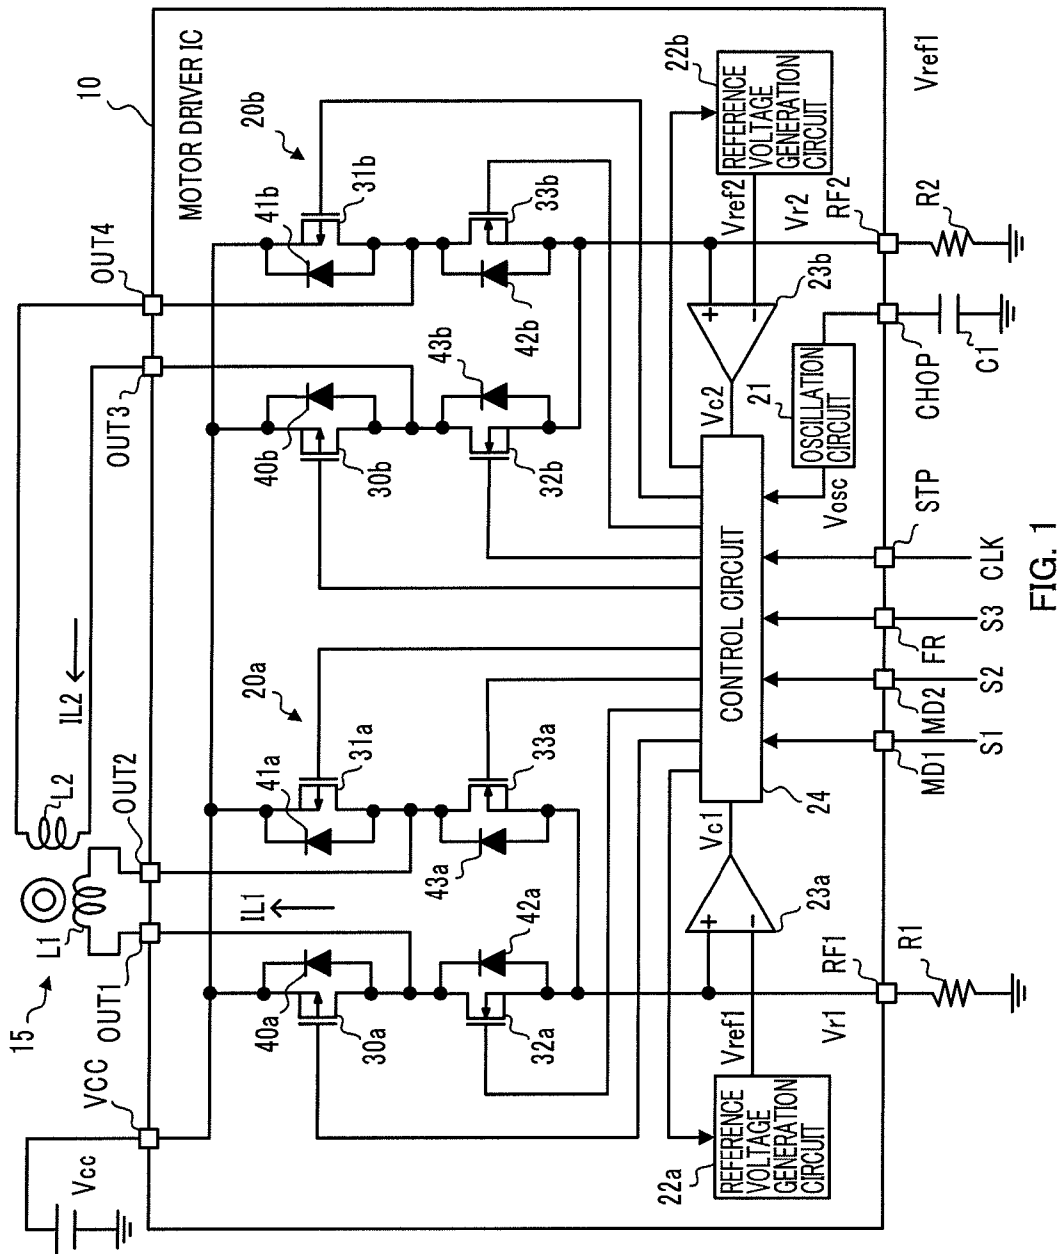 15
L1
L2
IL2
Vcc
VCC
OUT1
OUT2
OUT3
OUT4
10
MOTOR DRIVER IC
IL1
20a
20b
40a
30a
41a
31a
40b
30b
41b
31b
42a
32a
43a
33a
43b
32b
42b
33b
22a
REFERENCE
VOLTAGE
GENERATION
CIRCUIT
Vref1
23a
Vc1
24
CONTROL CIRCUIT
Vc2
23b
Vref2
22b
REFERENCE
VOLTAGE
GENERATION
CIRCUIT
Vosc
21
OSCILLATION
CIRCUIT
Vr1
RF1
R1
MD1
S1
MD2
S2
FR
S3
STP
CLK
CHOP
C1
Vr2
RF2
R2
Vref1
+
−
+
−
FIG. 1